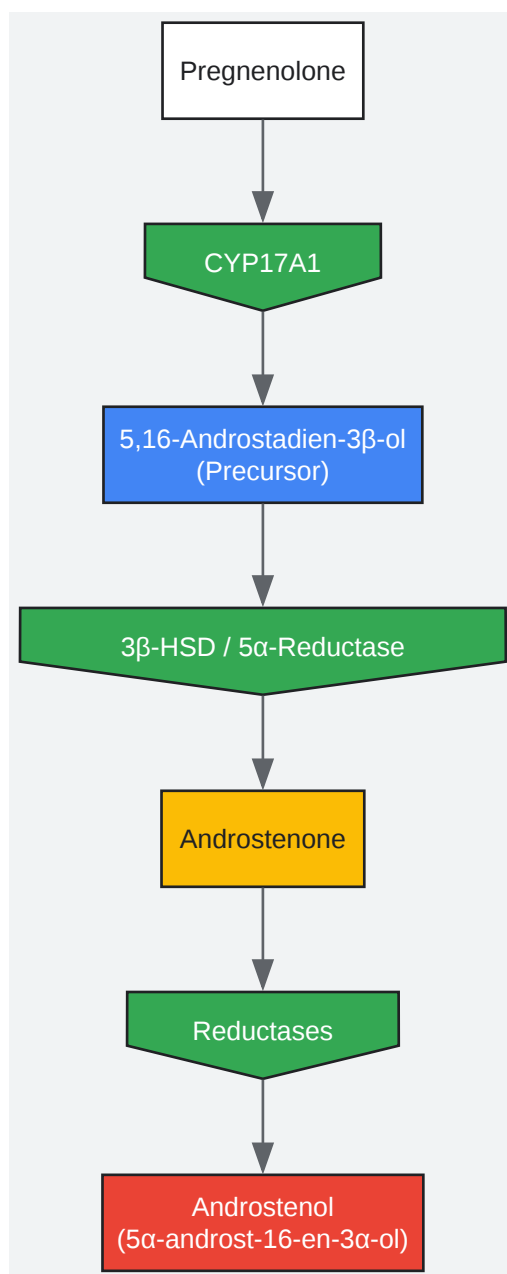 Pregnenolone
CYP17A1
5,16-Androstadien-3β-ol
(Precursor)
3β-HSD / 5α-Reductase
Androstenone
Reductases
Androstenol
(5α-androst-16-en-3α-ol)